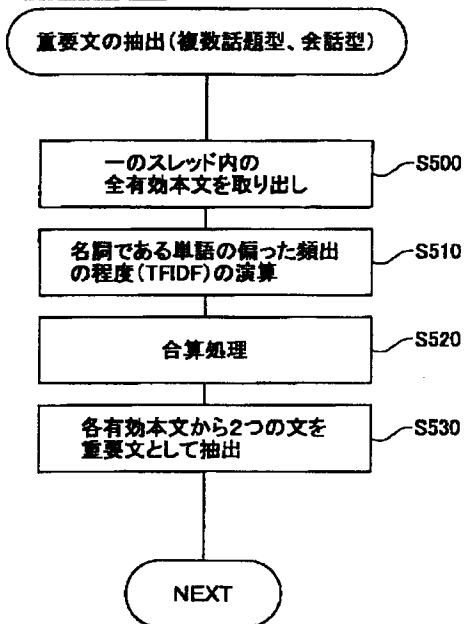 重要文の抽出(複数話題型、会話型)
一のスレッド内の
全有効本文を取り出し
S500
名詞である単語の偏った頻出
の程度(TFIDF)の演算
S510
合算処理
S520
各有効本文から2つの文を
重要文として抽出
S530
NEXT